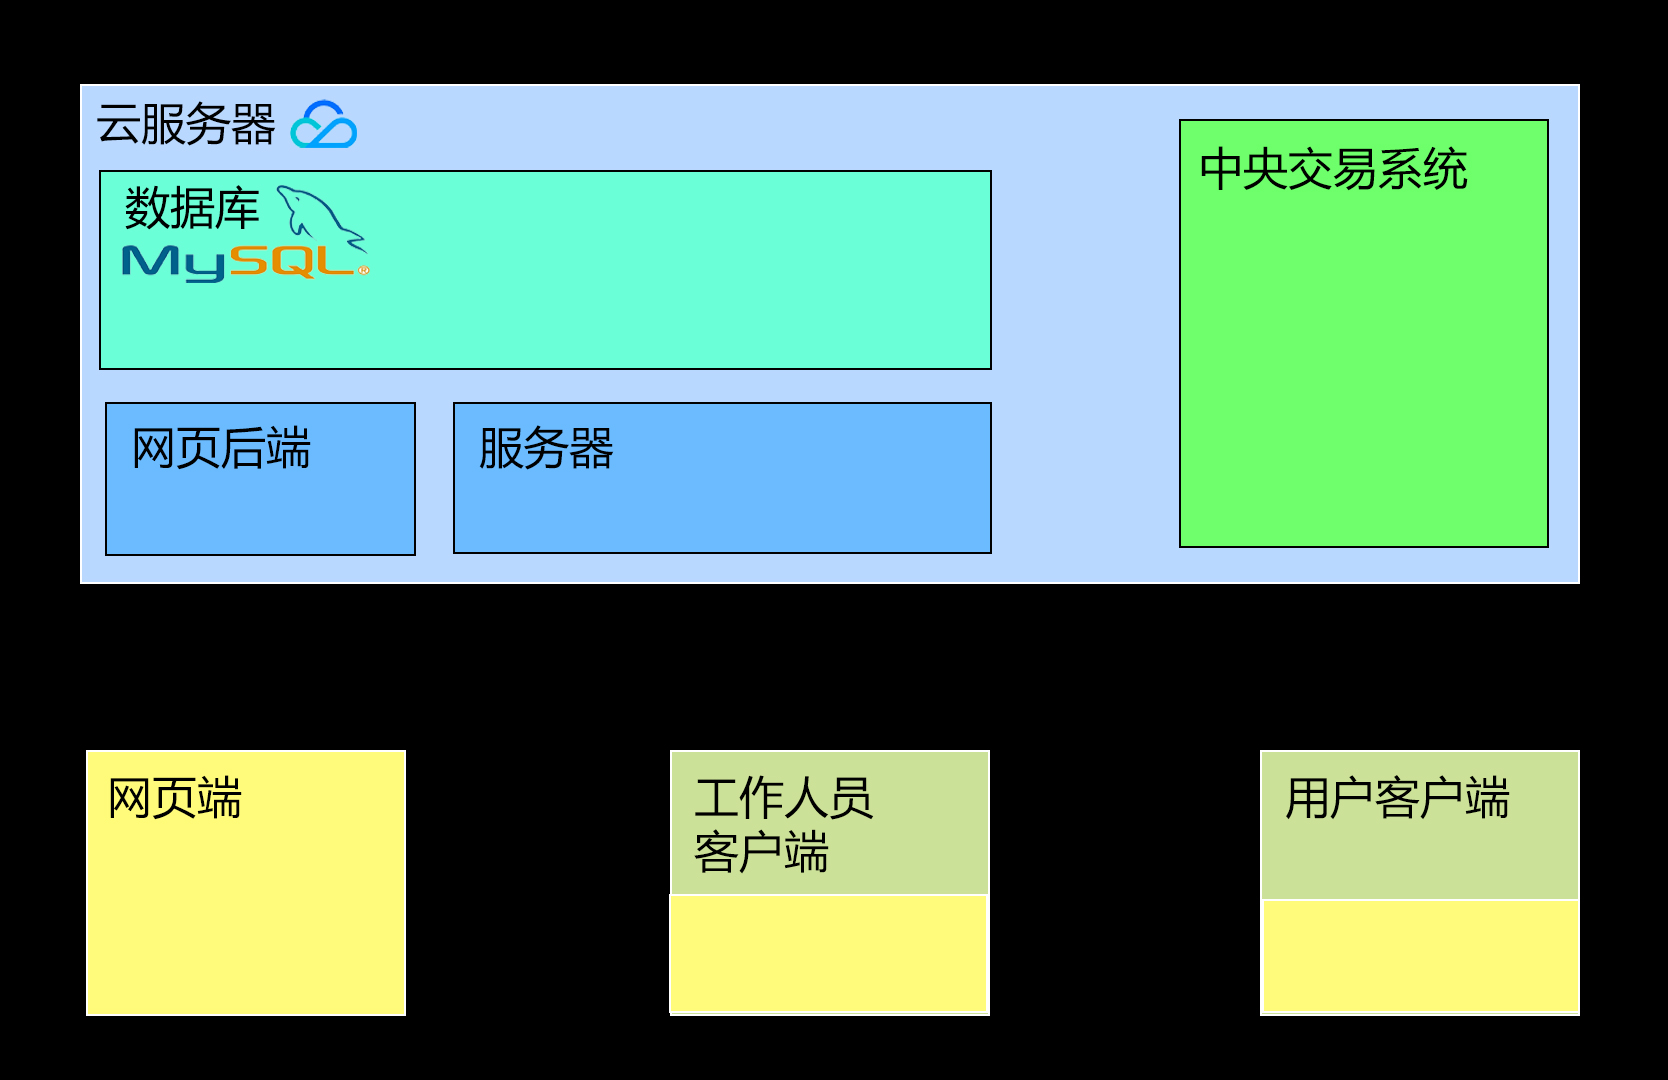 云服务器
数据库
MySQL®
中央交易系统
网页后端
服务器
网页端
工作人员
客户端
用户客户端